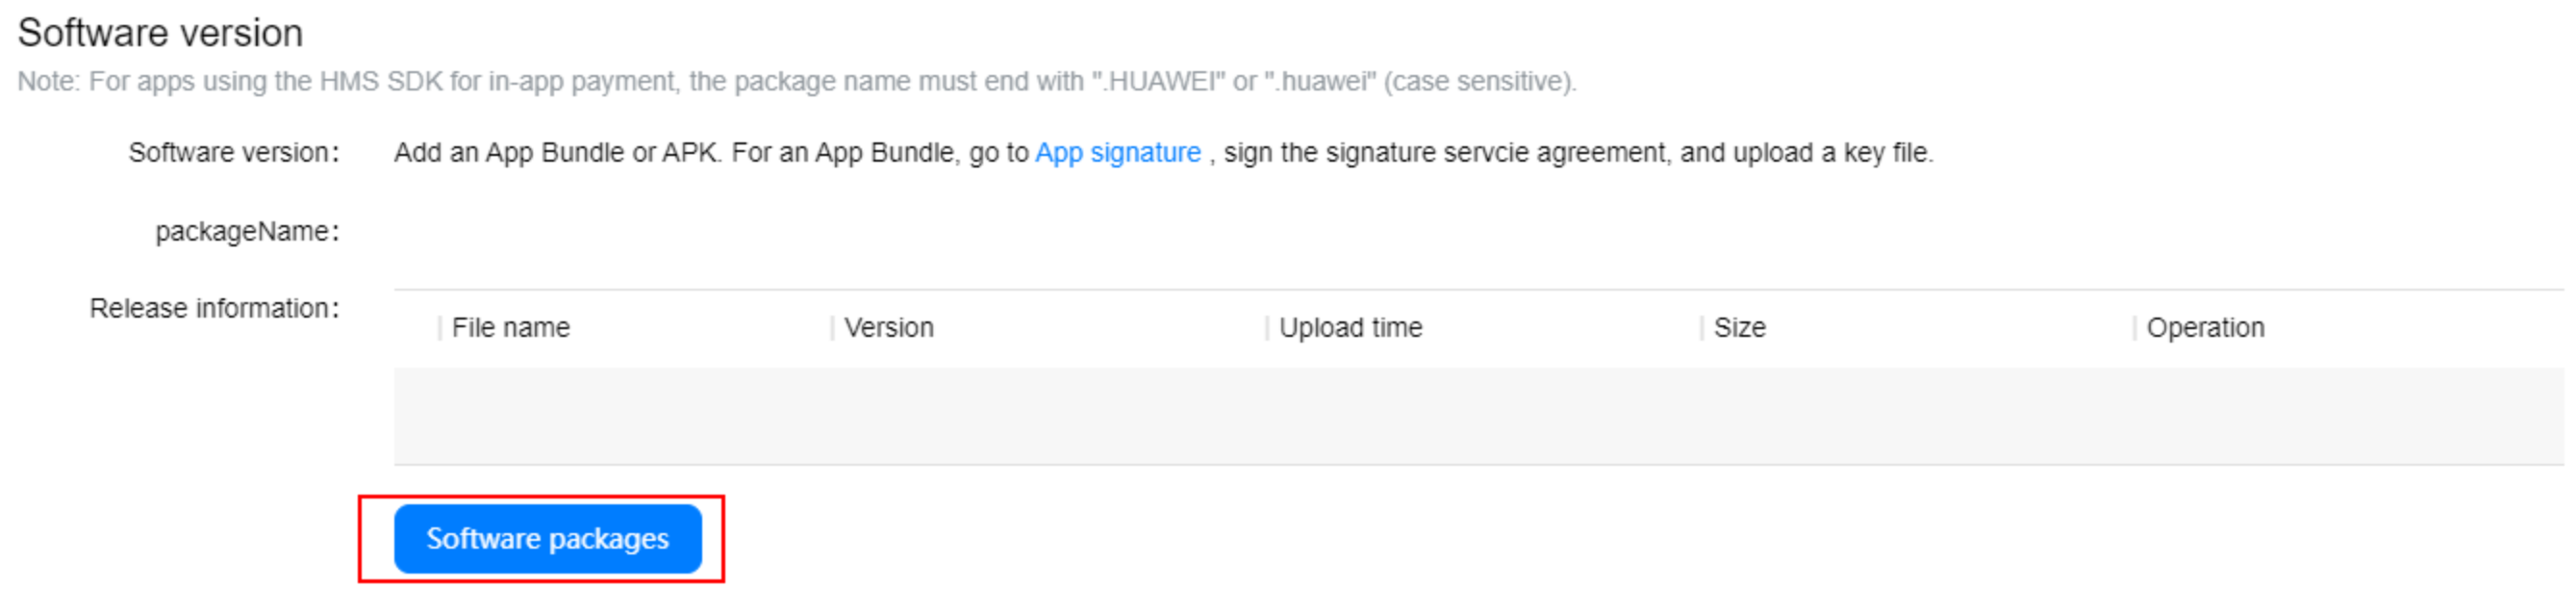 Software version
Note: For apps using the HMS SDK for in-app payment, the package name must end with ".HUAWEI" or ".huawei" (case sensitive).
Software version: Add an App Bundle or APK. For an App Bundle, go to App signature , sign the signature servcie agreement, and upload a key file.
packageName:
Release information:
File name Version Upload time Size Operation
Software packages